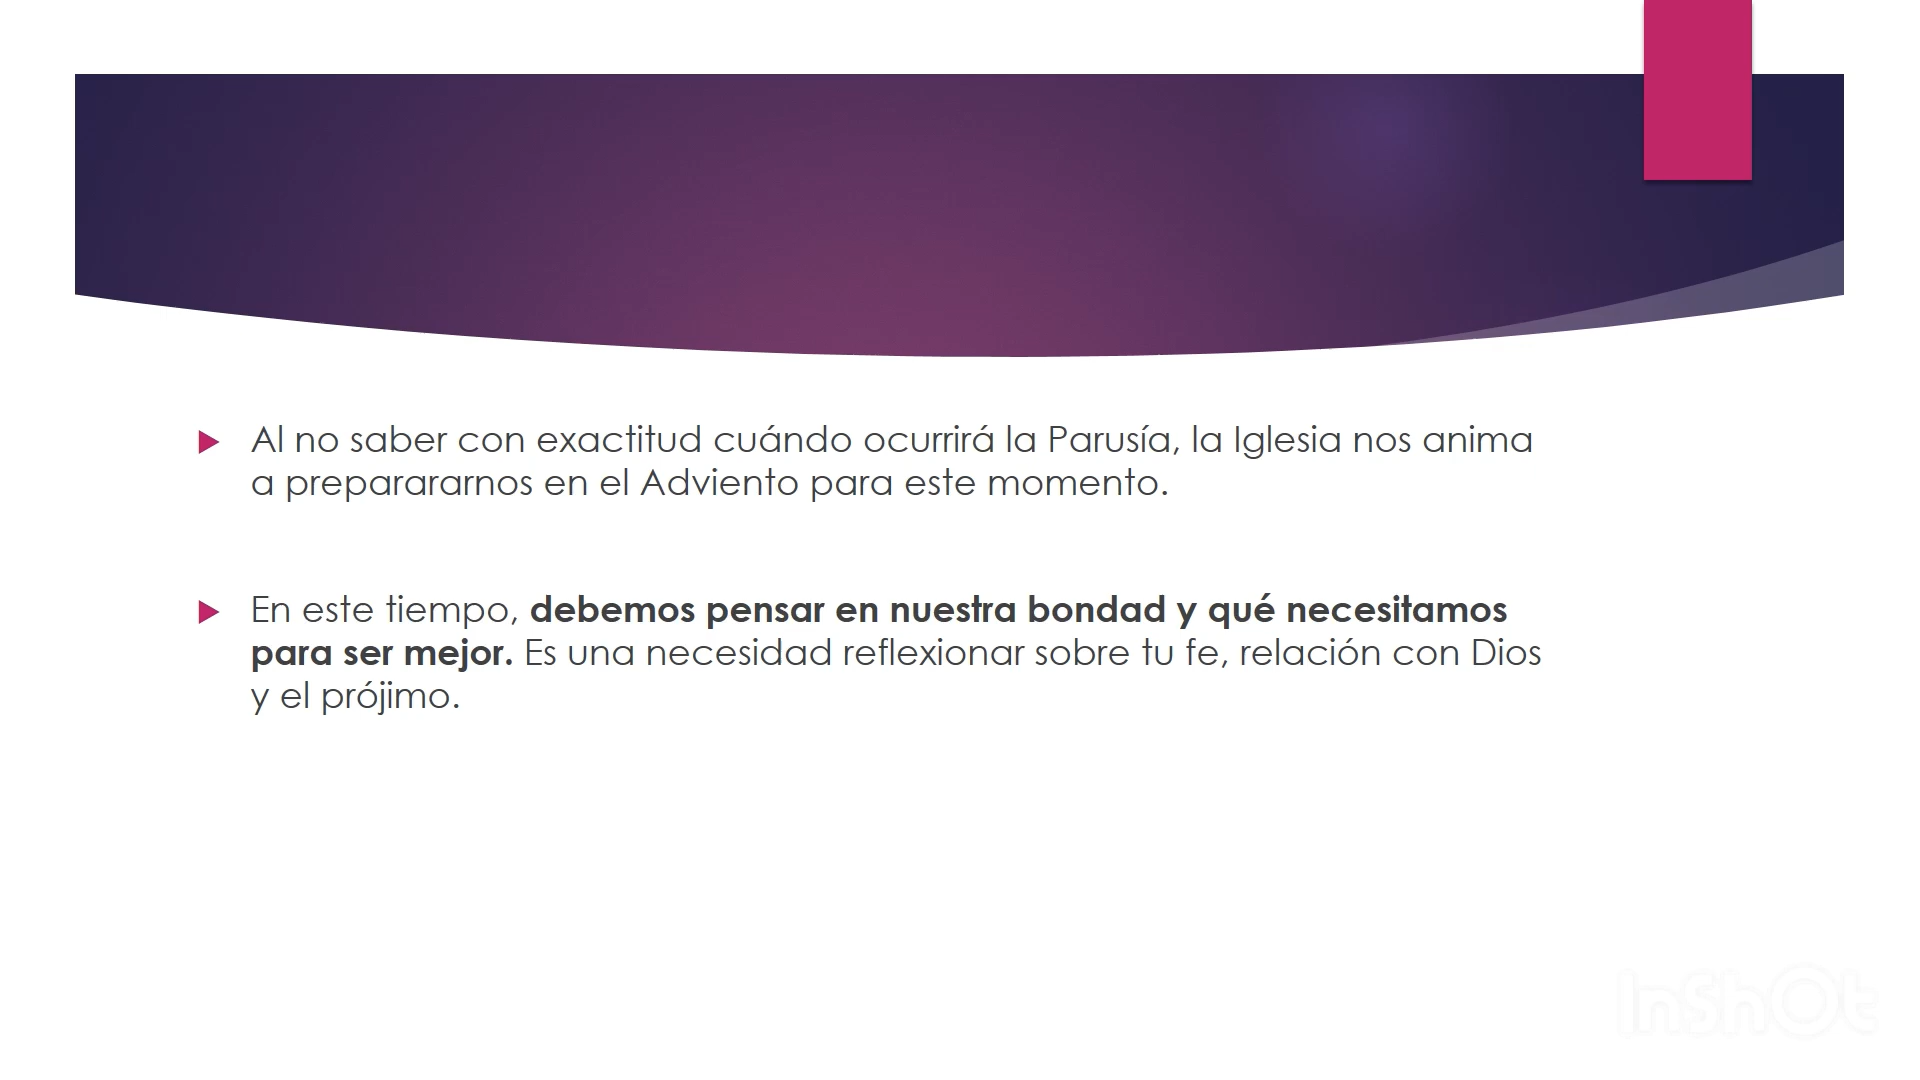 Al no saber con exactitud cuándo ocurrirá la Parusía, la Iglesia nos anima
a prepararar​nos en el Adviento para este momento.
En este tiempo, debemos pensar en nuestra bondad y qué necesitamos
para ser mejor. Es una necesidad reflexionar sobre tu fe, relación con Dios
y el prójimo.
InShOt